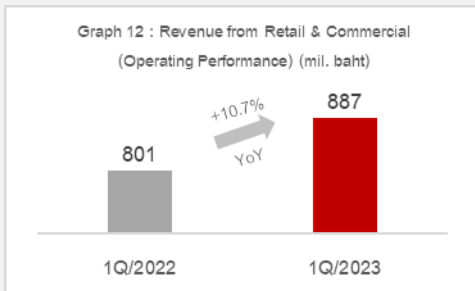 Graph 12 : Revenue from Retail & Commercial
(Operating Performance) (mil. baht)
+10.7%
YoY
801
887
1Q/2022
1Q/2023